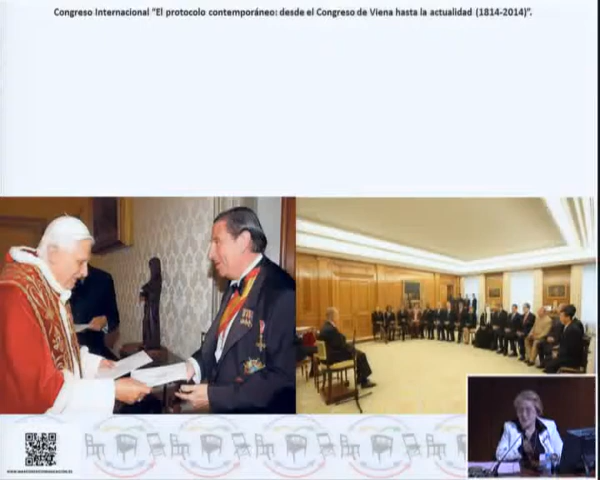 Congreso Internacional "El protocolo contemporáneo: desde el Congreso de Viena hasta la actualidad (1814-2014)".